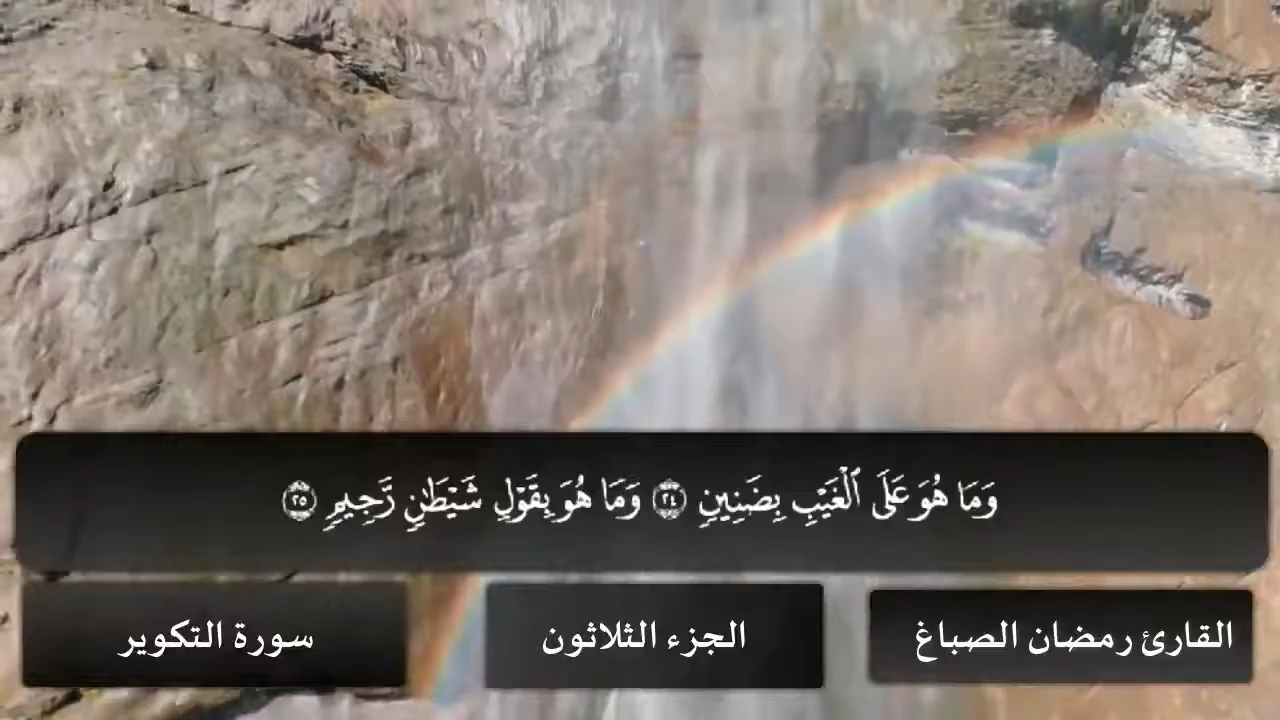 وَمَا هُوَ عَلَى ٱلْغَيْبِ بِضَنِينٍ ٢٤ وَمَا هُوَ بِقَوْلِ شَيْطَٰنٍ رَّجِيمٍ ٢٥
القارئ رمضان الصباغ
الجزء الثلاثون
سورة التكوير